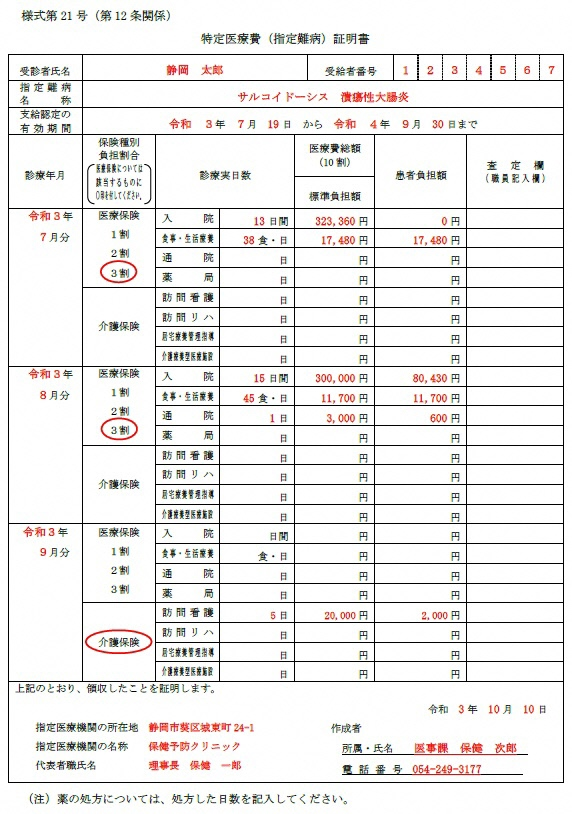 様式第21号（第12条関係）
特定医療費（指定難病）証明書
受診者氏名 静岡 太郎 受給者番号 1 2 3 4 5 6 7
指定難病名称 サルコイドーシス 潰瘍性大腸炎
支給認定の有効期間 令和 3年 7月 19日 から 令和 4年 9月 30日まで
診療年月 保険種別負担割合（医療保険については該当するものに○印を付してください。） 診療実日数 医療費総額（10割） 標準負担額 患者負担額 査定欄（職員記入欄）
令和3年 7月分
医療保険 1割 2割 3割
入院 13日間 323,360円 0円
食事・生活療養 38食・日 17,480円 17,480円
通院 日 円 円
薬局 日 円 円
介護保険
訪問看護 日 円 円
訪問リハ 日 円 円
居宅療養管理指導 日 円 円
介護療養型医療施設 日 円 円
令和3年 8月分
医療保険 1割 2割 3割
入院 15日間 300,000円 80,430円
食事・生活療養 45食・日 11,700円 11,700円
通院 1日 3,000円 600円
薬局 日 円 円
介護保険
訪問看護 日 円 円
訪問リハ 日 円 円
居宅療養管理指導 日 円 円
介護療養型医療施設 日 円 円
令和3年 9月分
医療保険 1割 2割 3割
入院 日間 円 円
食事・生活療養 食・日 円 円
通院 日 円 円
薬局 日 円 円
介護保険
訪問看護 5日 20,000円 2,000円
訪問リハ 日 円 円
居宅療養管理指導 日 円 円
介護療養型医療施設 日 円 円
上記のとおり、領収したことを証明します。
令和 3年 10月 10日
指定医療機関の所在地 静岡市葵区城東町24-1 作成者
指定医療機関の名称 保健予防クリニック 所属・氏名 医事課 保健 次郎
代表者職氏名 理事長 保健 一郎 電話番号 054-249-3177
（注）薬の処方については、処方した日数を記入してください。